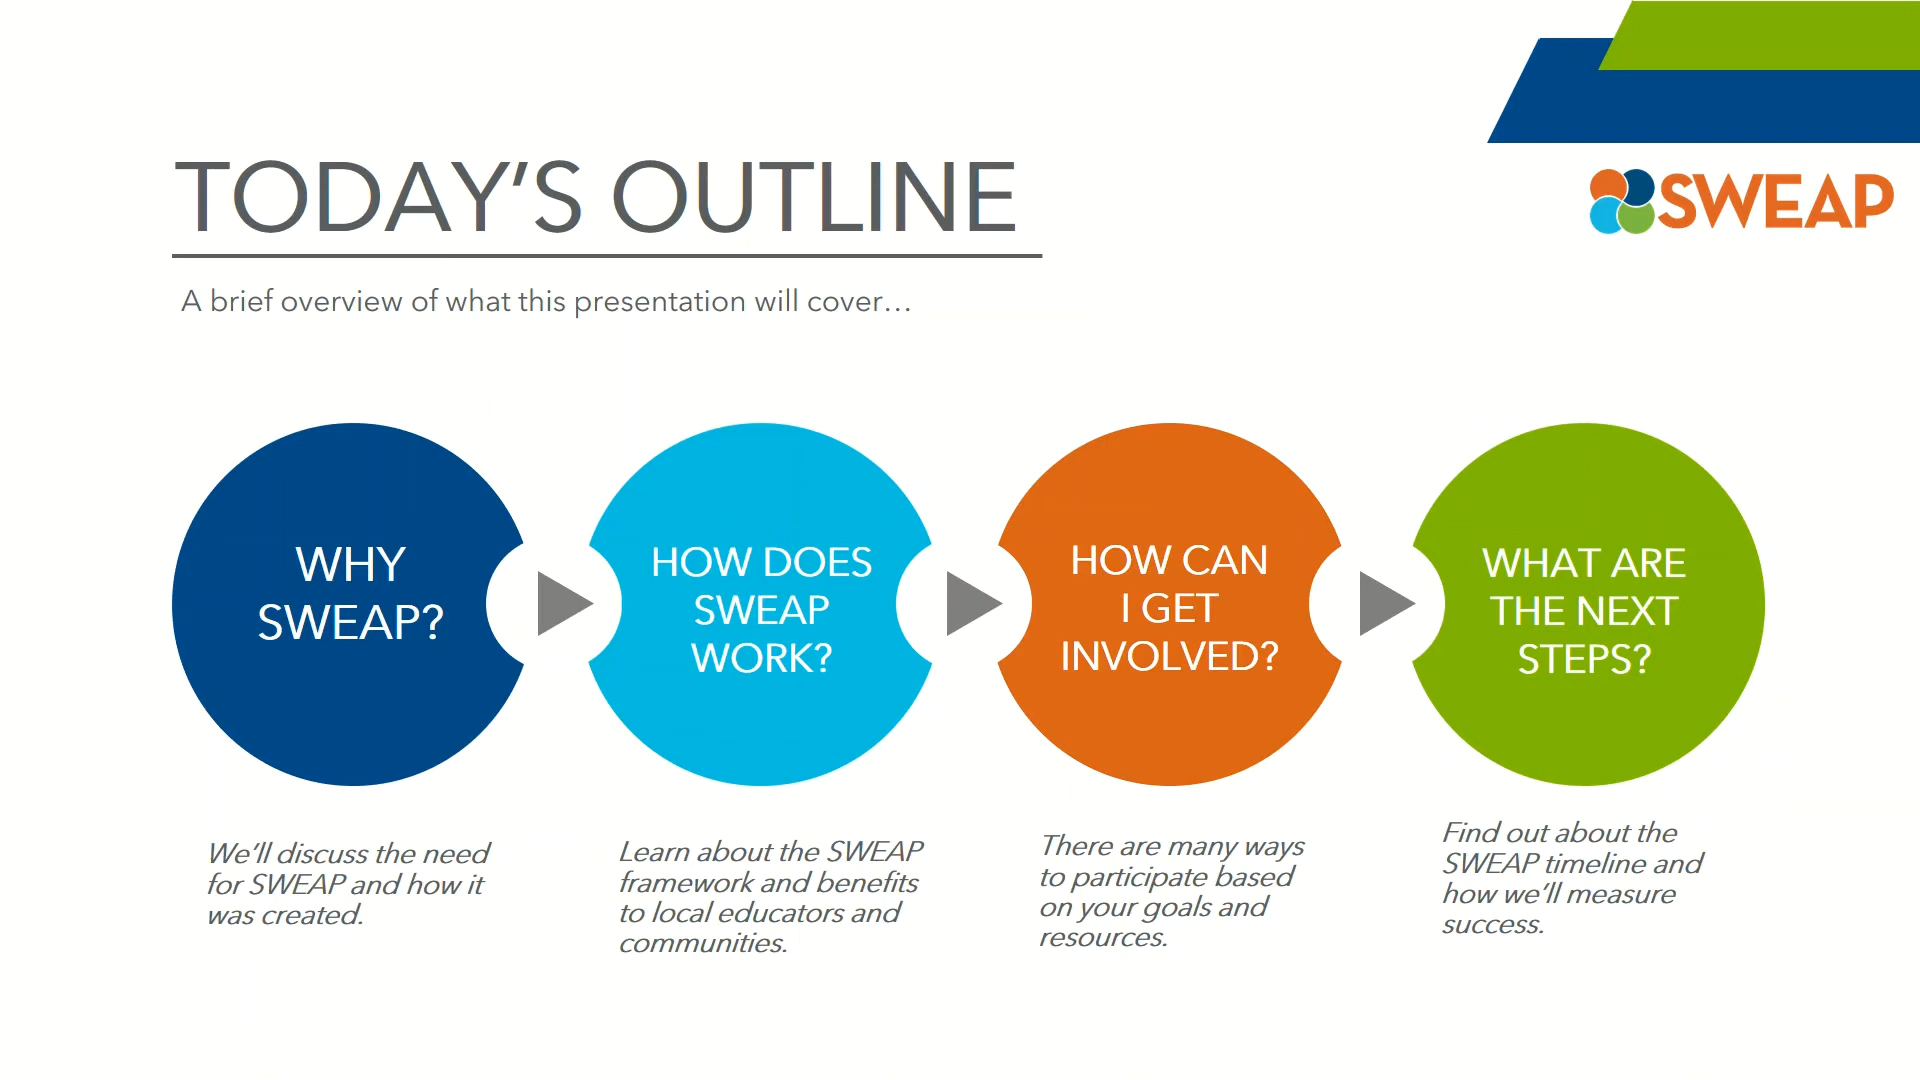 SWEAP
TODAY’S OUTLINE
A brief overview of what this presentation will cover…
WHY
SWEAP?
We’ll discuss the need
for SWEAP and how it
was created.
HOW DOES
SWEAP
WORK?
Learn about the SWEAP
framework and benefits
to local educators and
communities.
HOW CAN
I GET
INVOLVED?
There are many ways
to participate based
on your goals and
resources.
WHAT ARE
THE NEXT
STEPS?
Find out about the
SWEAP timeline and
how we’ll measure
success.